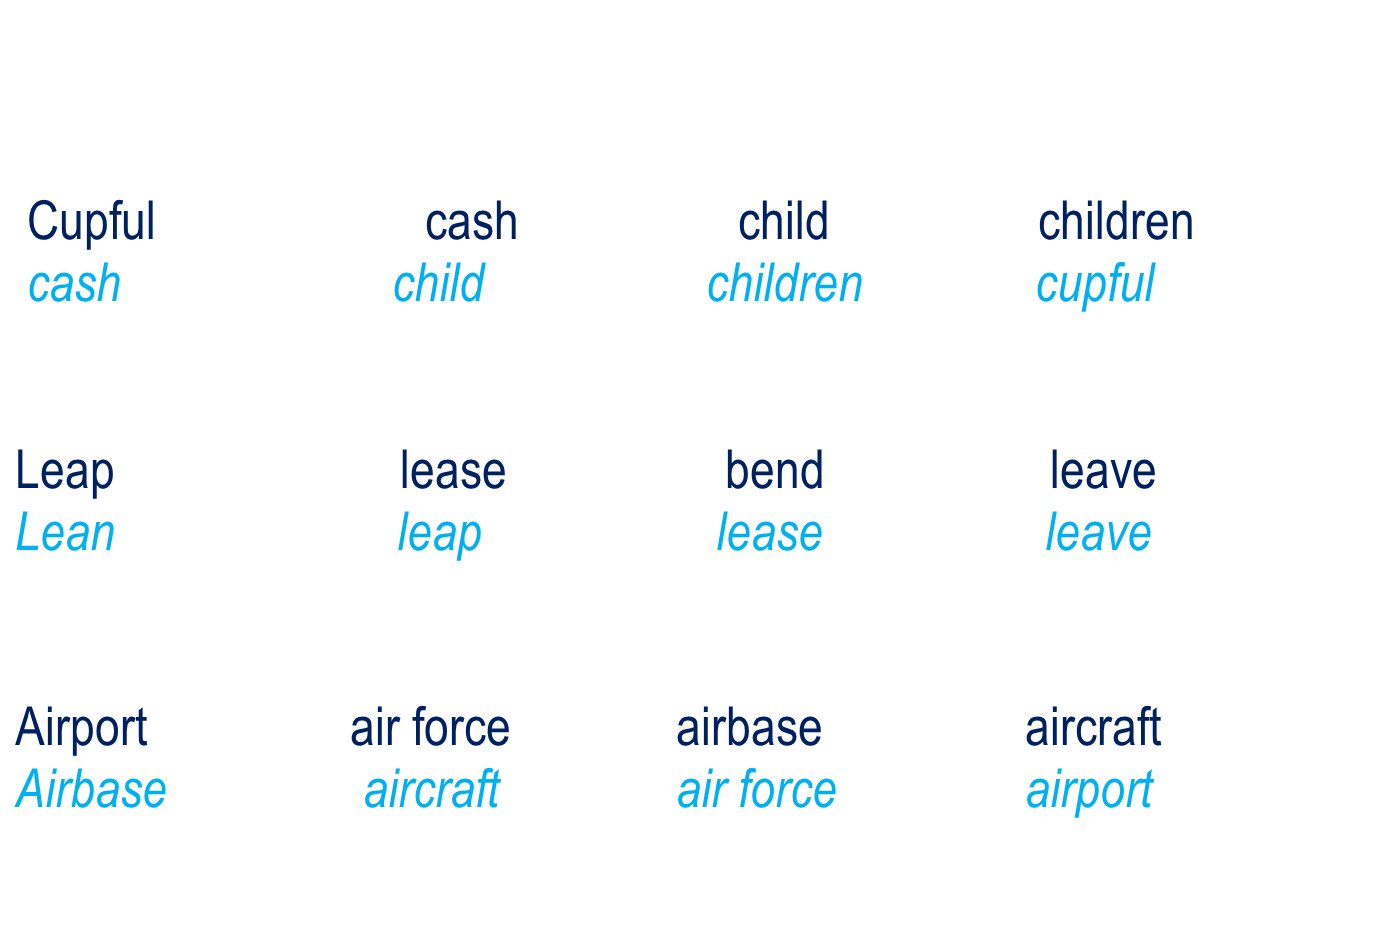 Cupful cash child children
cash child children cupful
Leap lease bend leave
Lean leap lease leave
Airport air force airbase aircraft
Airbase aircraft air force airport